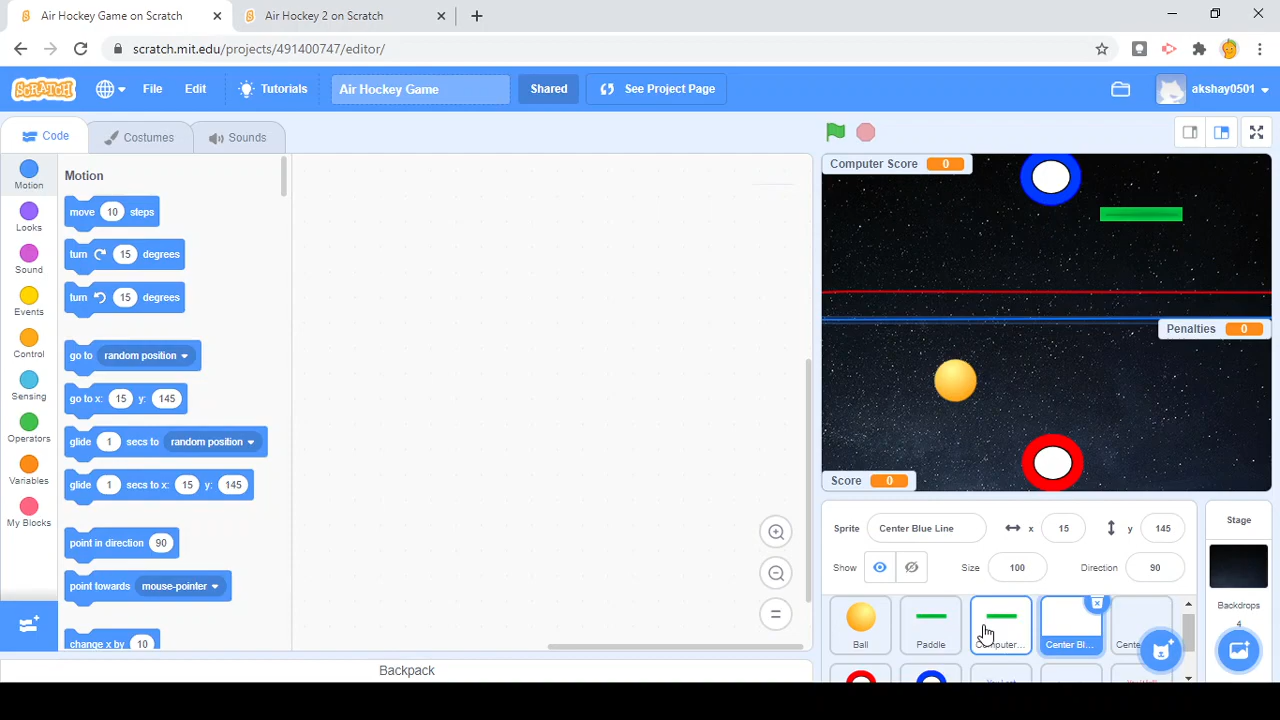 Air Hockey Game on Scratch
Air Hockey 2 on Scratch
scratch.mit.edu/projects/491400747/editor/
SCRATCH
File
Edit
Tutorials
Air Hockey Game
Shared
See Project Page
akshay0501
Code
Costumes
Sounds
Motion
Looks
Sound
Events
Control
Sensing
Operators
Variables
My Blocks
Motion
move 10 steps
turn 15 degrees
turn 15 degrees
go to random position
go to x: 15 y: 145
glide 1 secs to random position
glide 1 secs to x: 15 y: 145
point in direction 90
point towards mouse-pointer
change x by 10
Backpack
Computer Score 0
Penalties 0
Score 0
Sprite Center Blue Line x 15 y 145
Show Size 100 Direction 90
Ball
Paddle
Computer...
Center Bl...
Stage
Backdrops
4